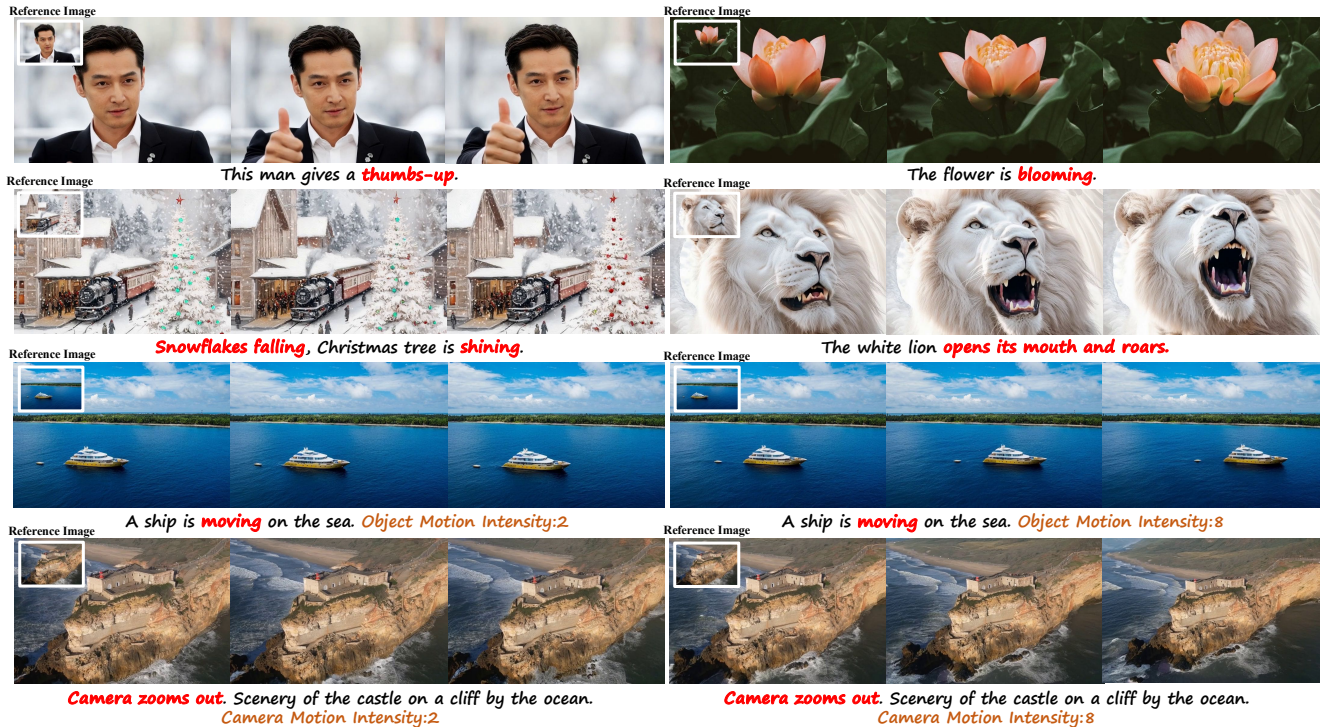 Reference Image
Reference Image
This man gives a thumbs-up.
The flower is blooming.
Reference Image
Reference Image
Snowflakes falling, Christmas tree is shining.
The white lion opens its mouth and roars.
Reference Image
Reference Image
A ship is moving on the sea. Object Motion Intensity:2
A ship is moving on the sea. Object Motion Intensity:8
Reference Image
Reference Image
Camera zooms out. Scenery of the castle on a cliff by the ocean.
Camera Motion Intensity:2
Camera zooms out. Scenery of the castle on a cliff by the ocean.
Camera Motion Intensity:8